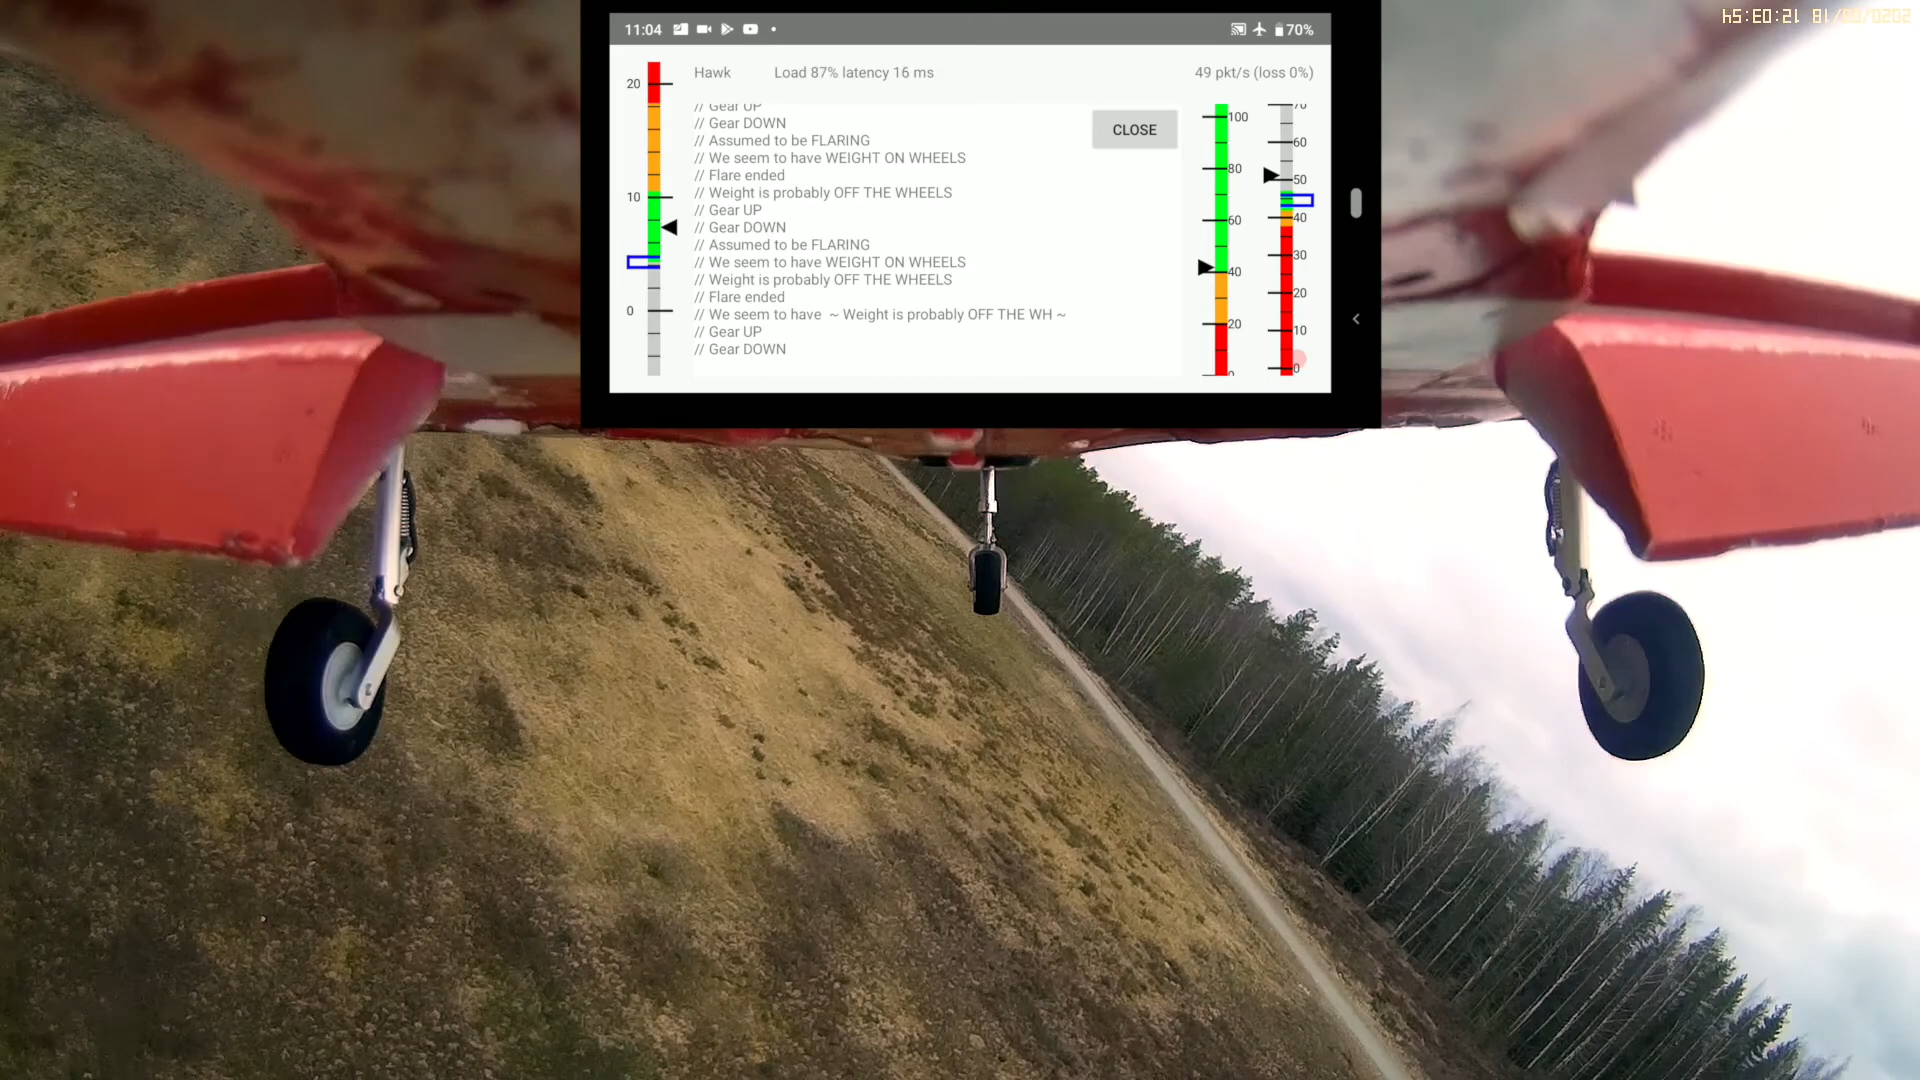 11:04
70%
Hawk Load 87% latency 16 ms 49 pkt/s (loss 0%)
// Gear UP
// Gear DOWN
// Assumed to be FLARING
// We seem to have WEIGHT ON WHEELS
// Flare ended
// Weight is probably OFF THE WHEELS
// Gear UP
// Gear DOWN
// Assumed to be FLARING
// We seem to have WEIGHT ON WHEELS
// Weight is probably OFF THE WHEELS
// Flare ended
// We seem to have ~ Weight is probably OFF THE WH ~
// Gear UP
// Gear DOWN
CLOSE
20
10
0
100
80
60
40
20
0
70
60
50
40
30
20
10
0